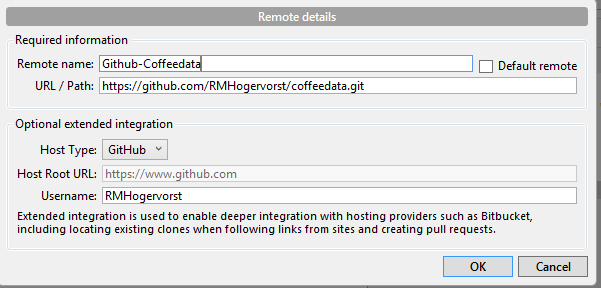 Remote details
Required information
Remote name: Github-Coffeedata Default remote
URL / Path: https://github.com/RMHogervorst/coffeedata.git
Optional extended integration
Host Type: GitHub
Host Root URL: https://www.github.com
Username: RMHogervorst
Extended integration is used to enable deeper integration with hosting providers such as Bitbucket,
including locating existing clones when following links from sites and creating pull requests.
OK Cancel